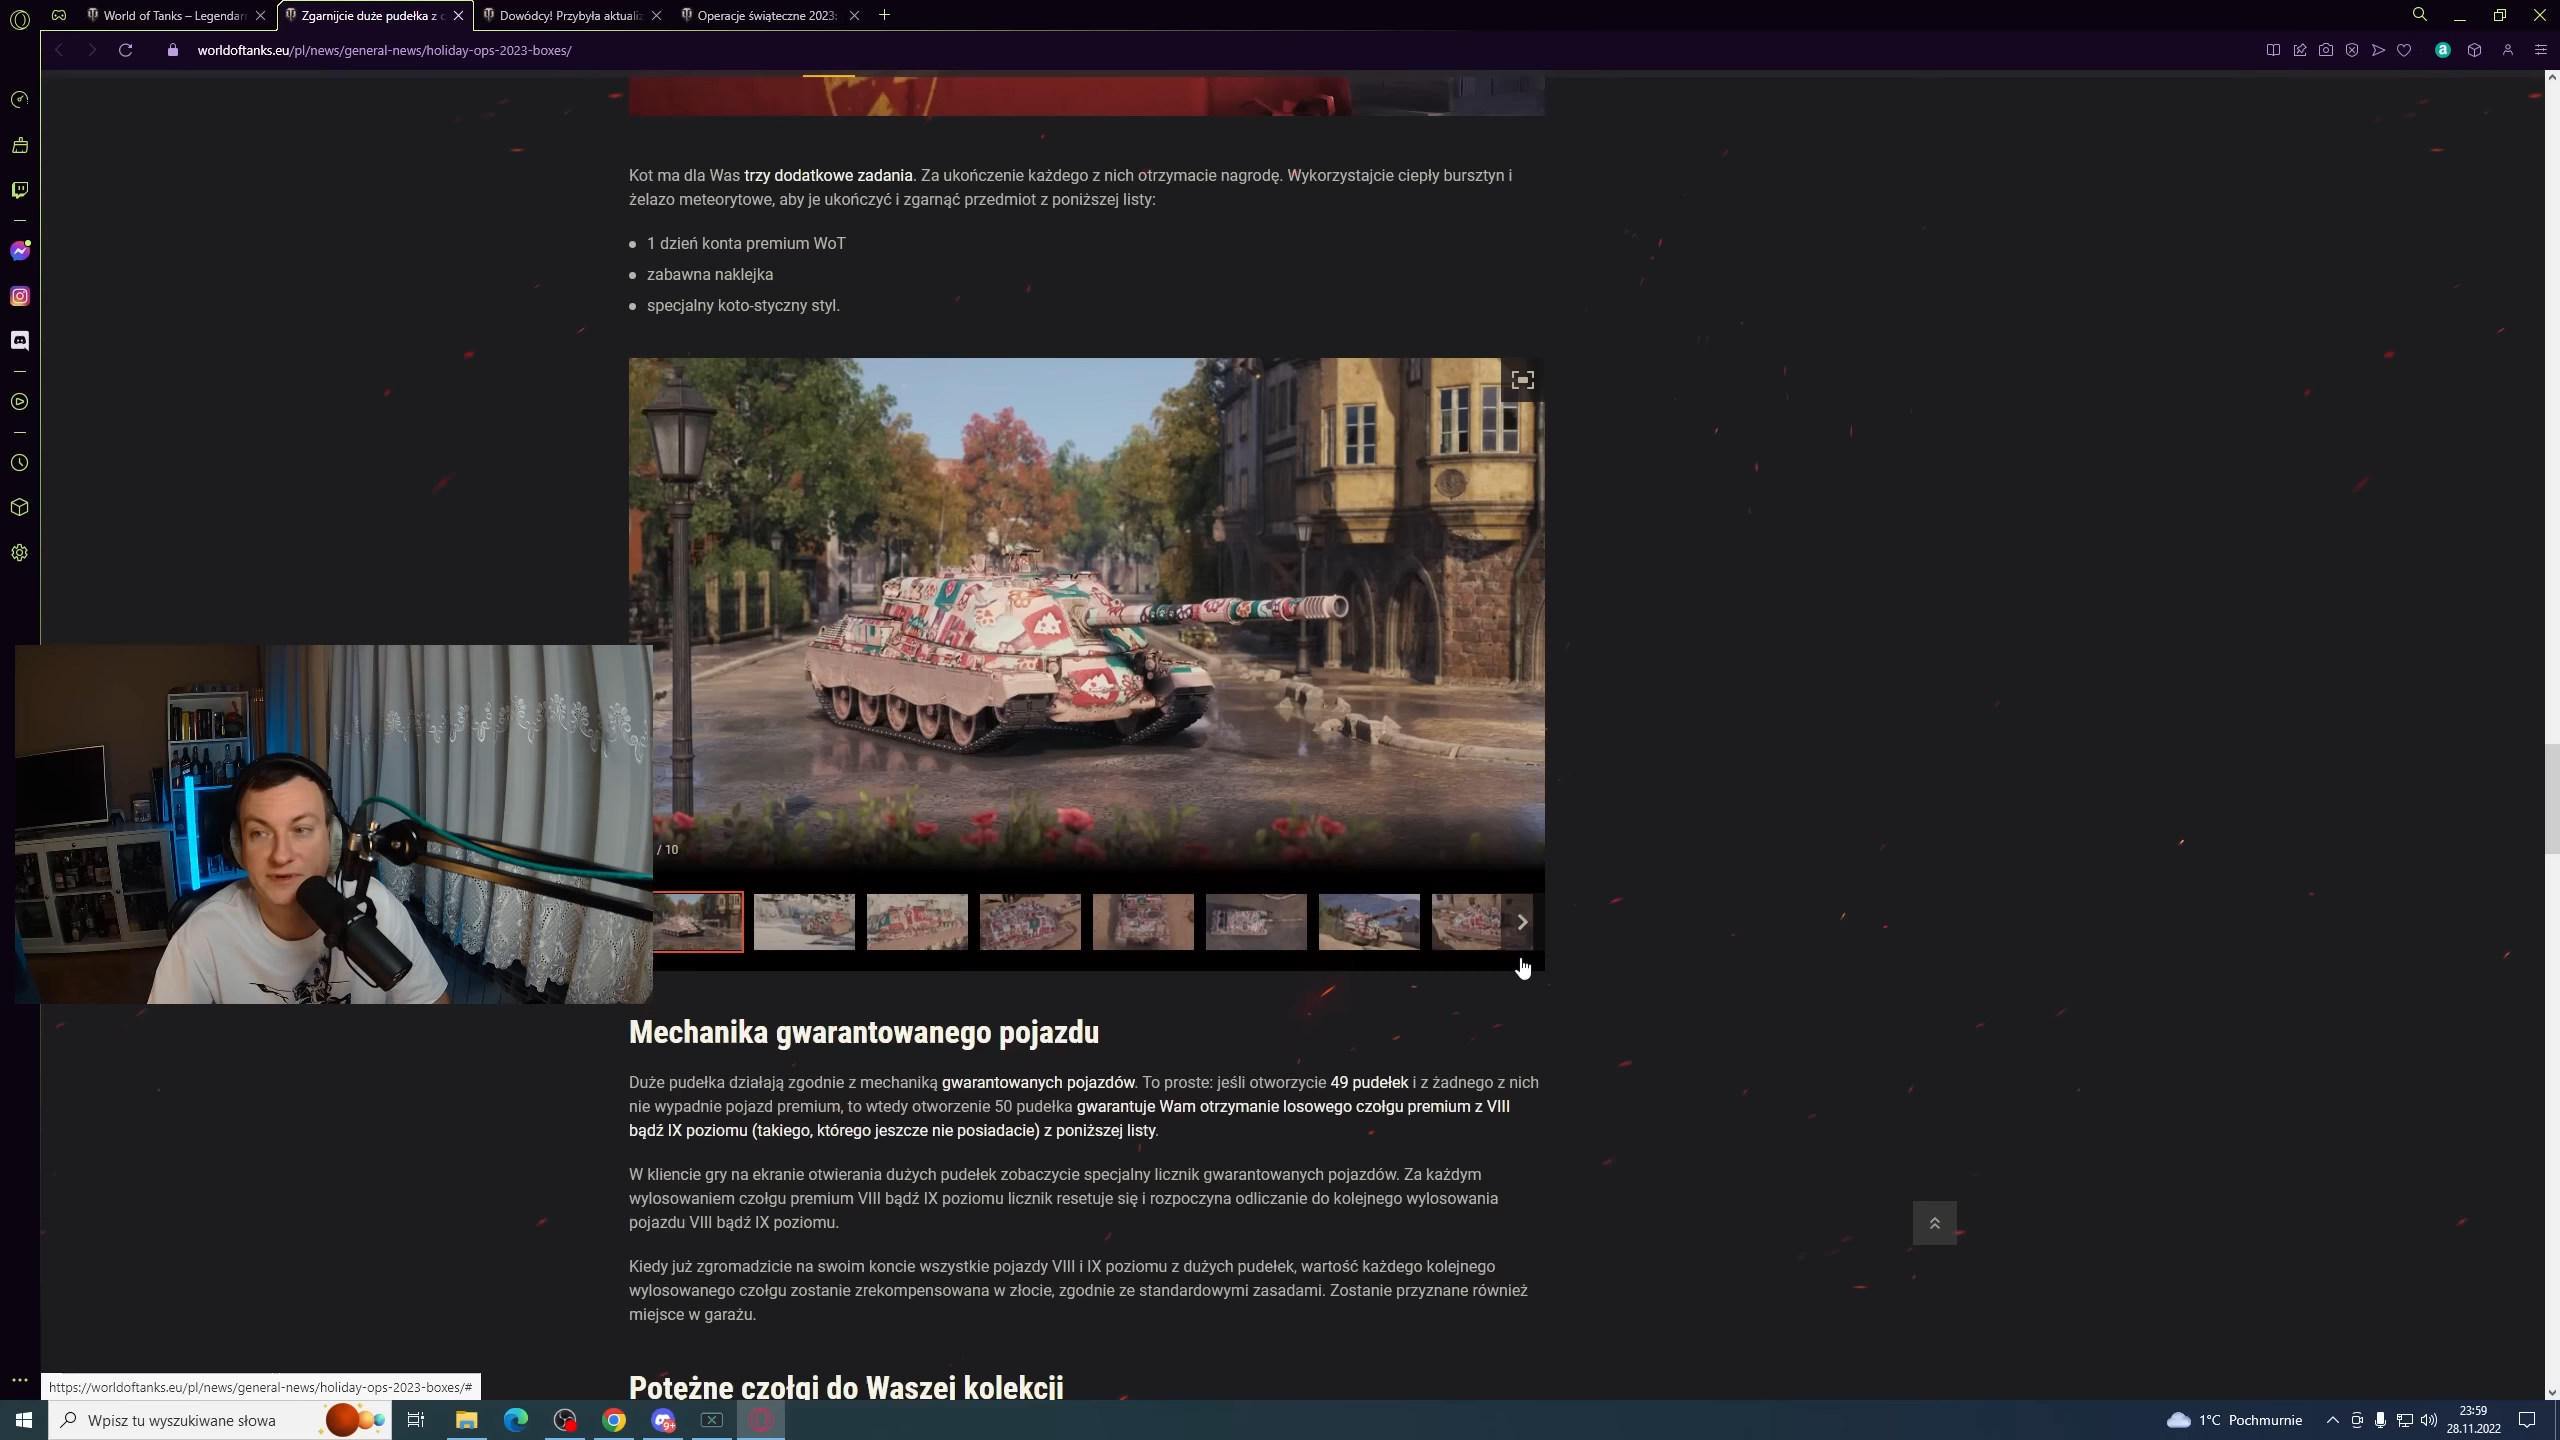 World of Tanks – Legendarn
Zgarnijcie duże pudełka z c
Dowódcy! Przybyła aktualiz
Operacje świąteczne 2023:
worldoftanks.eu/pl/news/general-news/holiday-ops-2023-boxes/
Kot ma dla Was trzy dodatkowe zadania. Za ukończenie każdego z nich otrzymacie nagrodę. Wykorzystajcie ciepły bursztyn i
żelazo meteorytowe, aby je ukończyć i zgarnąć przedmiot z poniższej listy:
1 dzień konta premium WoT
zabawna naklejka
specjalny koto-styczny styl.
/ 10
Mechanika gwarantowanego pojazdu
Duże pudełka działają zgodnie z mechaniką gwarantowanych pojazdów. To proste: jeśli otworzycie 49 pudełek i z żadnego z nich
nie wypadnie pojazd premium, to wtedy otworzenie 50 pudełka gwarantuje Wam otrzymanie losowego czołgu premium z VIII
bądź IX poziomu (takiego, którego jeszcze nie posiadacie) z poniższej listy.
W kliencie gry na ekranie otwierania dużych pudełek zobaczycie specjalny licznik gwarantowanych pojazdów. Za każdym
wylosowaniem czołgu premium VIII bądź IX poziomu licznik resetuje się i rozpoczyna odliczanie do kolejnego wylosowania
pojazdu VIII bądź IX poziomu.
Kiedy już zgromadzicie na swoim koncie wszystkie pojazdy VIII i IX poziomu z dużych pudełek, wartość każdego kolejnego
wylosowanego czołgu zostanie zrekompensowana w złocie, zgodnie ze standardowymi zasadami. Zostanie przyznane również
miejsce w garażu.
Potężne czołgi do Waszej kolekcji
https://worldoftanks.eu/pl/news/general-news/holiday-ops-2023-boxes/#
Wpisz tu wyszukiwane słowa
9+
1°C Pochmurnie
23:59
28.11.2022